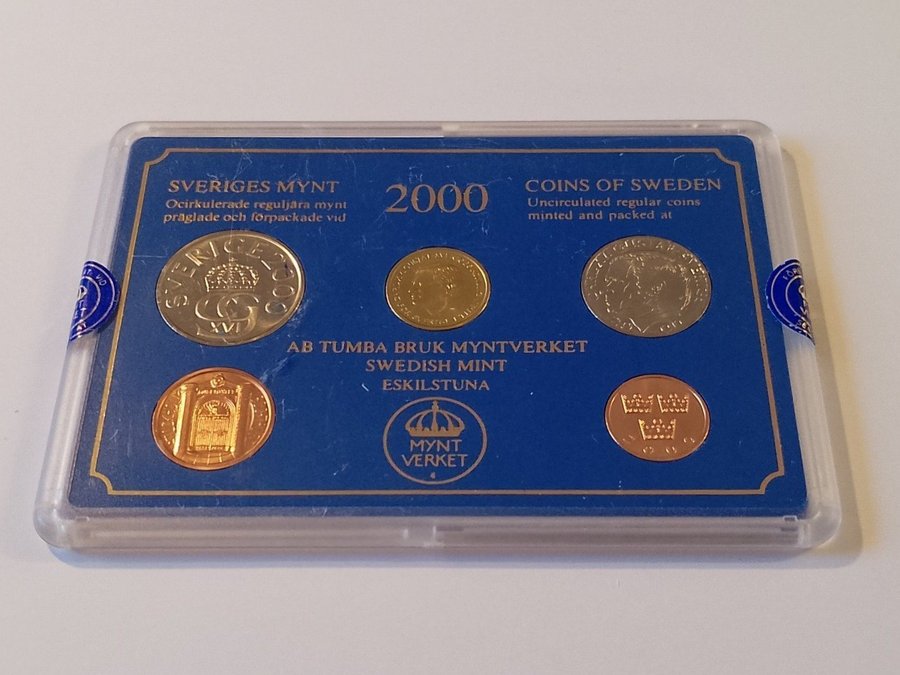 SVERIGES MYNT
Ocirkulerade reguljära mynt
präglade och förpackade vid
2000
COINS OF SWEDEN
Uncirculated regular coins
minted and packed at
SVERIGE 2000
XVI
AB TUMBA BRUK MYNTVERKET
SWEDISH MINT
ESKILSTUNA
MYNT
VERKET